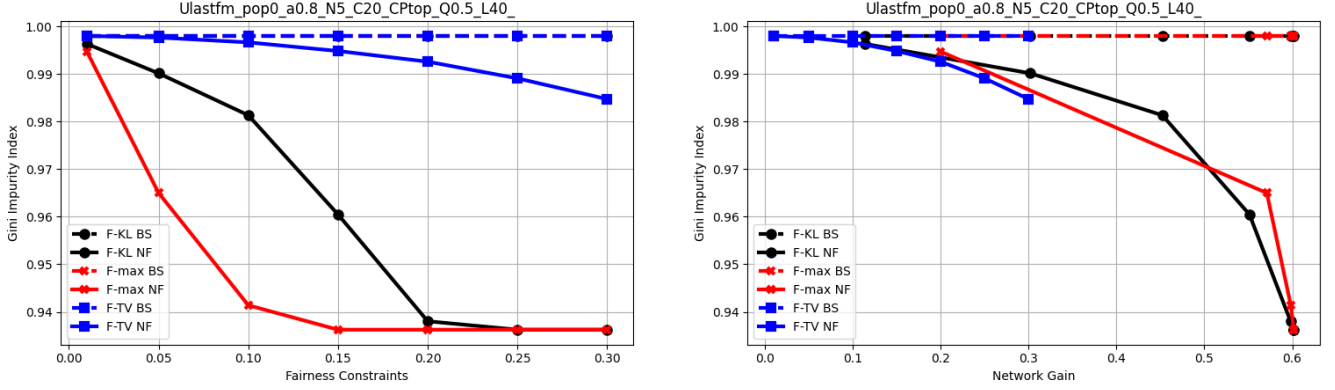 Ulastfm_pop0_a0.8_N5_C20_CPtop_Q0.5_L40_
1.00
0.99
0.98
0.97
0.96
0.95
0.94
Gini Impurity Index
F-KL BS
F-KL NF
F-max BS
F-max NF
F-TV BS
F-TV NF
0.00 0.05 0.10 0.15 0.20 0.25 0.30
Fairness Constraints
Ulastfm_pop0_a0.8_N5_C20_CPtop_Q0.5_L40_
1.00
0.99
0.98
0.97
0.96
0.95
0.94
Gini Impurity Index
F-KL BS
F-KL NF
F-max BS
F-max NF
F-TV BS
F-TV NF
0.0 0.1 0.2 0.3 0.4 0.5 0.6
Network Gain